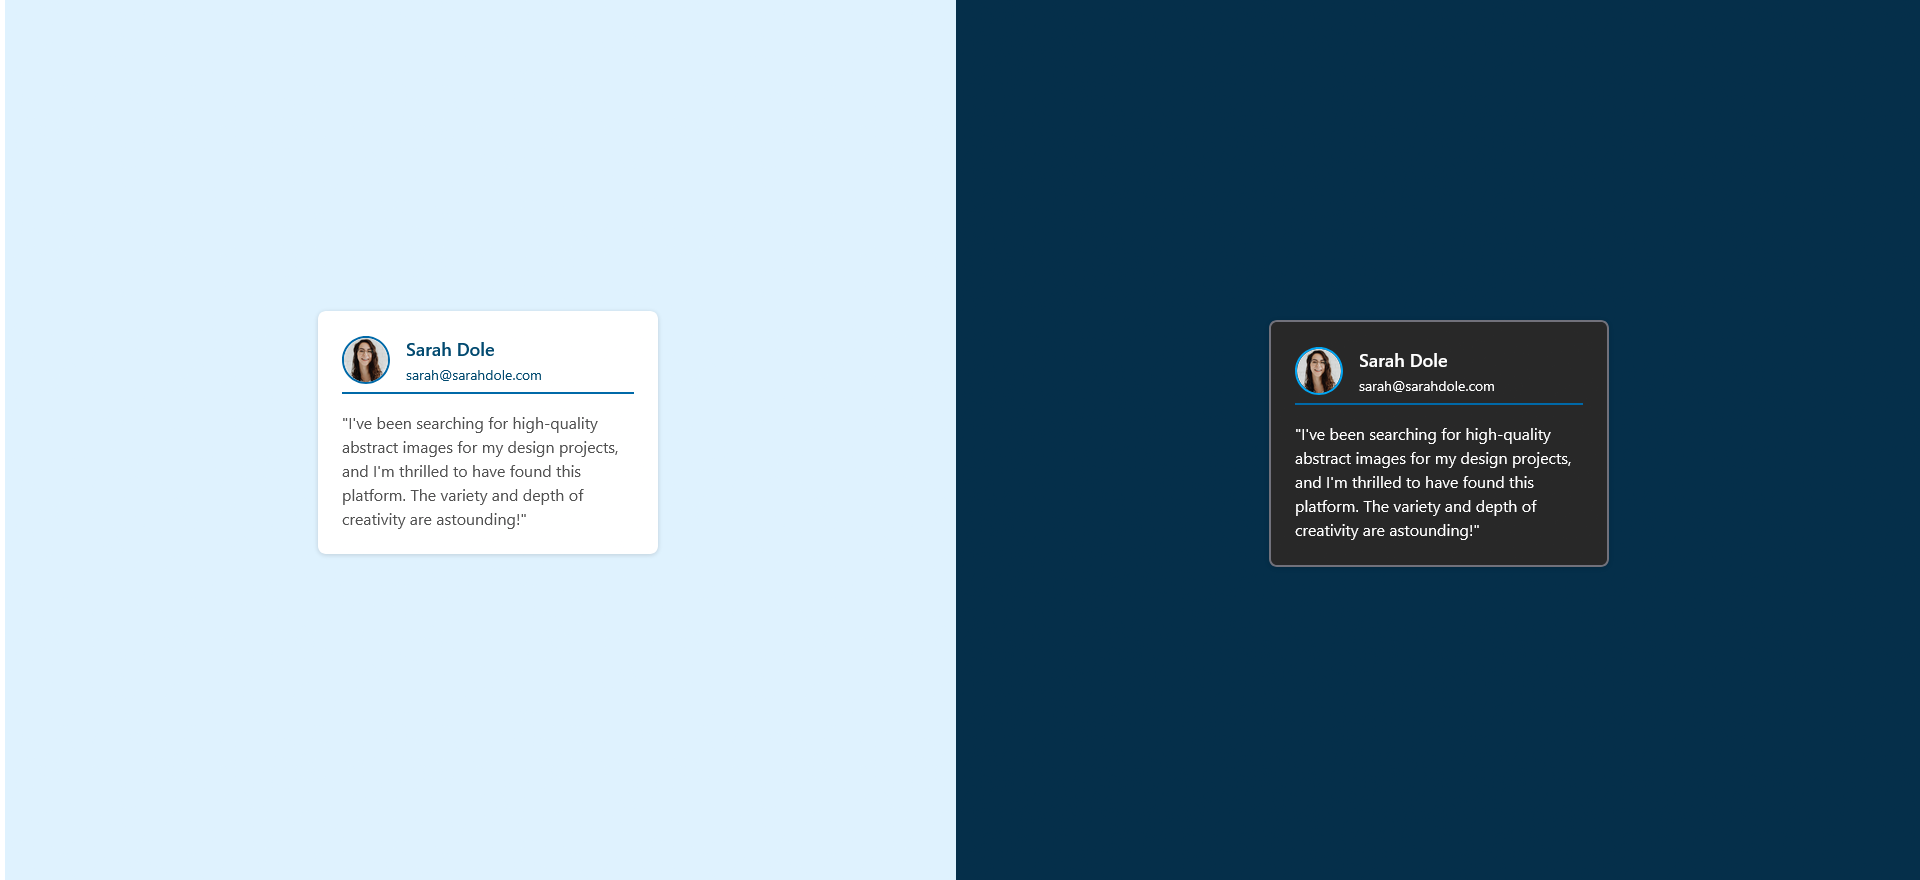 Sarah Dole
sarah@sarahdole.com
"I've been searching for high-quality
abstract images for my design projects,
and I'm thrilled to have found this
platform. The variety and depth of
creativity are astounding!"
Sarah Dole
sarah@sarahdole.com
"I've been searching for high-quality
abstract images for my design projects,
and I'm thrilled to have found this
platform. The variety and depth of
creativity are astounding!"